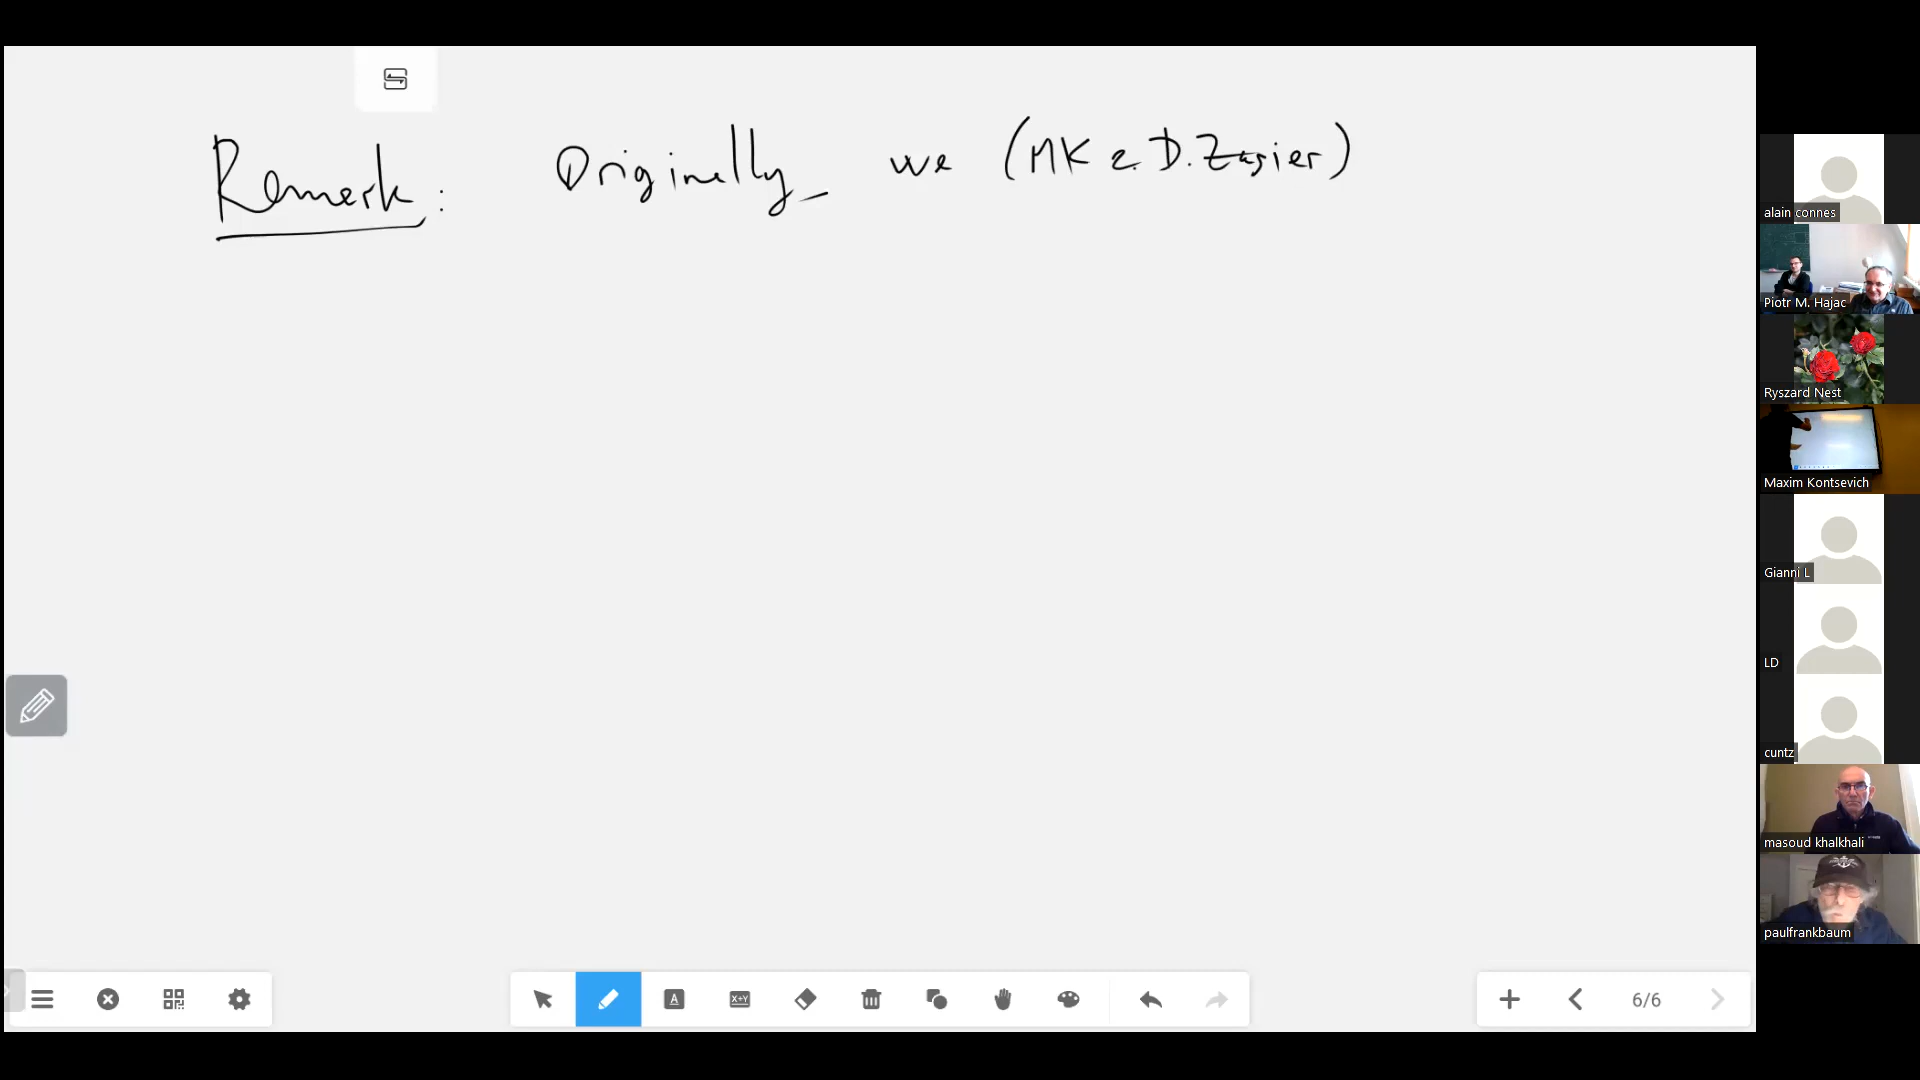 Remark: Originally we (MK & D. Zagier)
alain connes
Piotr M. Hajac
Ryszard Nest
Maxim Kontsevich
Gianni L
LD
cuntz
masoud khalkhali
paulfrankbaum
A
X+Y
6/6